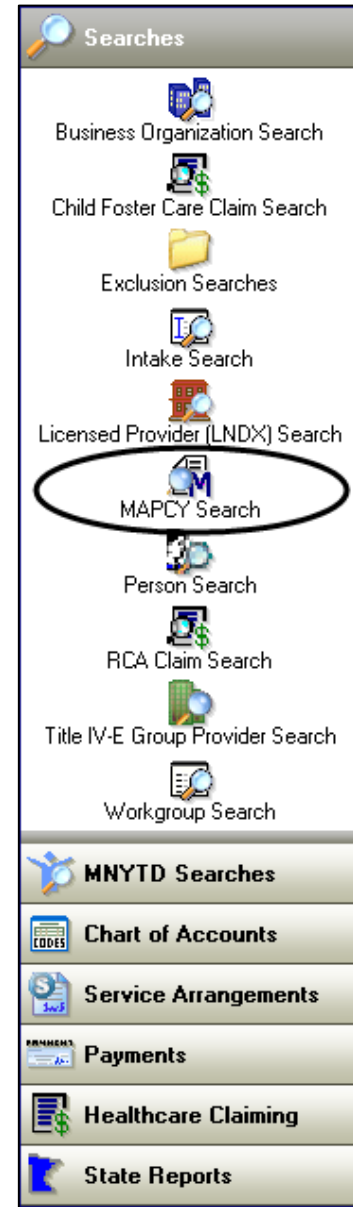 Searches
Business Organization Search
Child Foster Care Claim Search
Exclusion Searches
Intake Search
Licensed Provider (LNDX) Search
MAPCY Search
Person Search
RCA Claim Search
Title IV-E Group Provider Search
Workgroup Search
MNYTD Searches
CODES
Chart of Accounts
Service Arrangements
Payments
Healthcare Claiming
State Reports